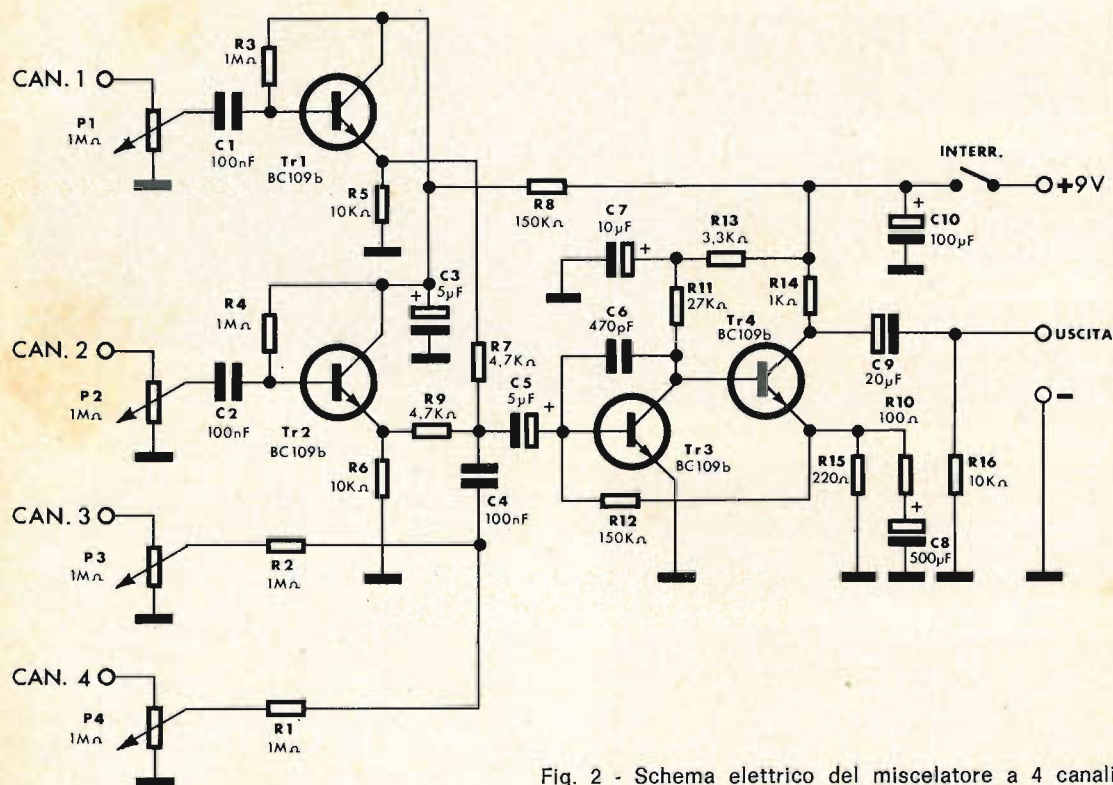 R3
1MΩ
CAN. 1
P1
1MΩ
C1
100nF
Tr1
BC109b
R5
10KΩ
R8
150KΩ
INTERR.
+9V
+
C10
100µF
C7
10µF
+
R13
3,3KΩ
R11
27KΩ
R14
1KΩ
C6
470pF
Tr4
BC109b
R4
1MΩ
+
C3
5µF
CAN. 2
P2
1MΩ
C2
100nF
Tr2
BC109b
R7
4,7KΩ
R9
4,7KΩ
C5
5µF
+
R6
10KΩ
C4
100nF
Tr3
BC109b
R12
150KΩ
C9
20µF
USCITA
-
R10
100Ω
R15
220Ω
+
C8
500µF
R16
10KΩ
CAN. 3
P3
1MΩ
R2
1MΩ
CAN. 4
P4
1MΩ
R1
1MΩ
Fig. 2 - Schema elettrico del miscelatore a 4 canali